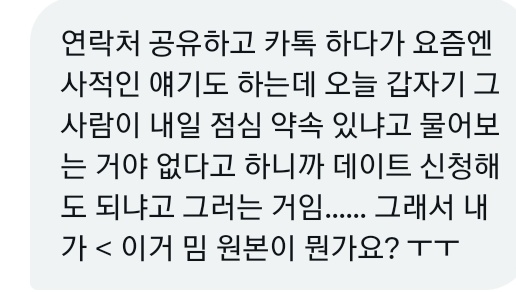 연락처 공유하고 카톡 하다가 요즘엔
사적인 얘기도 하는데 오늘 갑자기 그
사람이 내일 점심 약속 있냐고 물어보
는 거야 없다고 하니까 데이트 신청해
도 되냐고 그러는 거임...... 그래서 내
가 < 이거 밈 원본이 뭔가요? ㅜㅜ